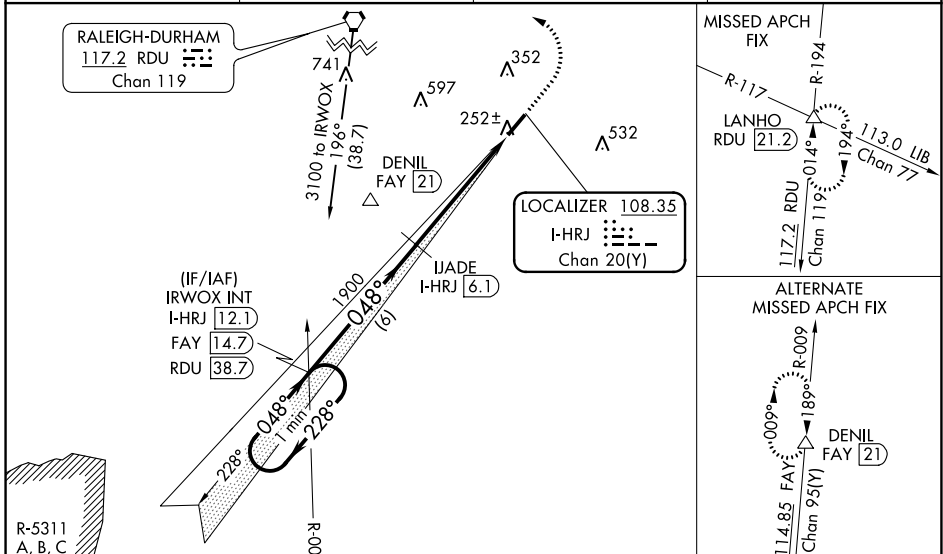 RALEIGH-DURHAM
117.2 RDU
Chan 119
741
352
597
252±
532
3100 to IRWOX
196°
(38.7)
DENIL
FAY 21
LOCALIZER 108.35
I-HRJ
Chan 20(Y)
IJADE
I-HRJ 6.1
1900
048°
(6)
(IF/IAF)
IRWOX INT
I-HRJ 12.1
FAY 14.7
RDU 38.7
048°
1 min
228°
228°
R-00
R-5311
A, B, C
MISSED APCH
FIX
R-194
R-117
LANHO
RDU 21.2
014°
194°
113.0 LIB
Chan 77
117.2 RDU
Chan 119
ALTERNATE
MISSED APCH FIX
R-009
009°
189°
DENIL
FAY 21
114.85 FAY
Chan 95(Y)